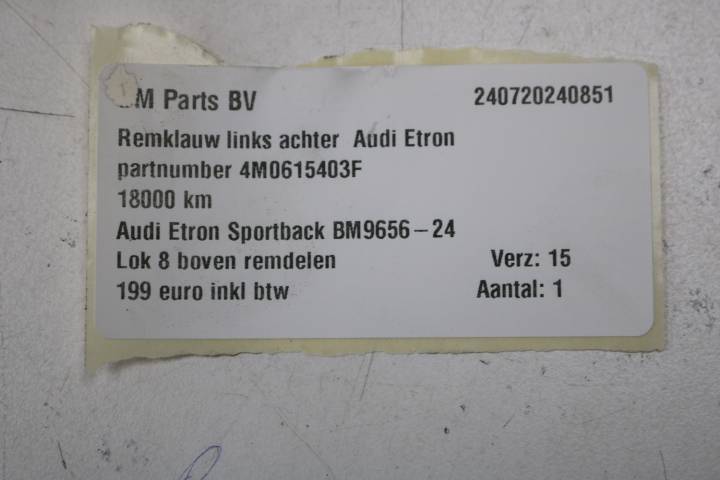 M Parts BV 240720240851
Remklauw links achter Audi Etron
partnumber 4M0615403F
18000 km
Audi Etron Sportback BM9656-24
Lok 8 boven remdelen Verz: 15
199 euro inkl btw Aantal: 1